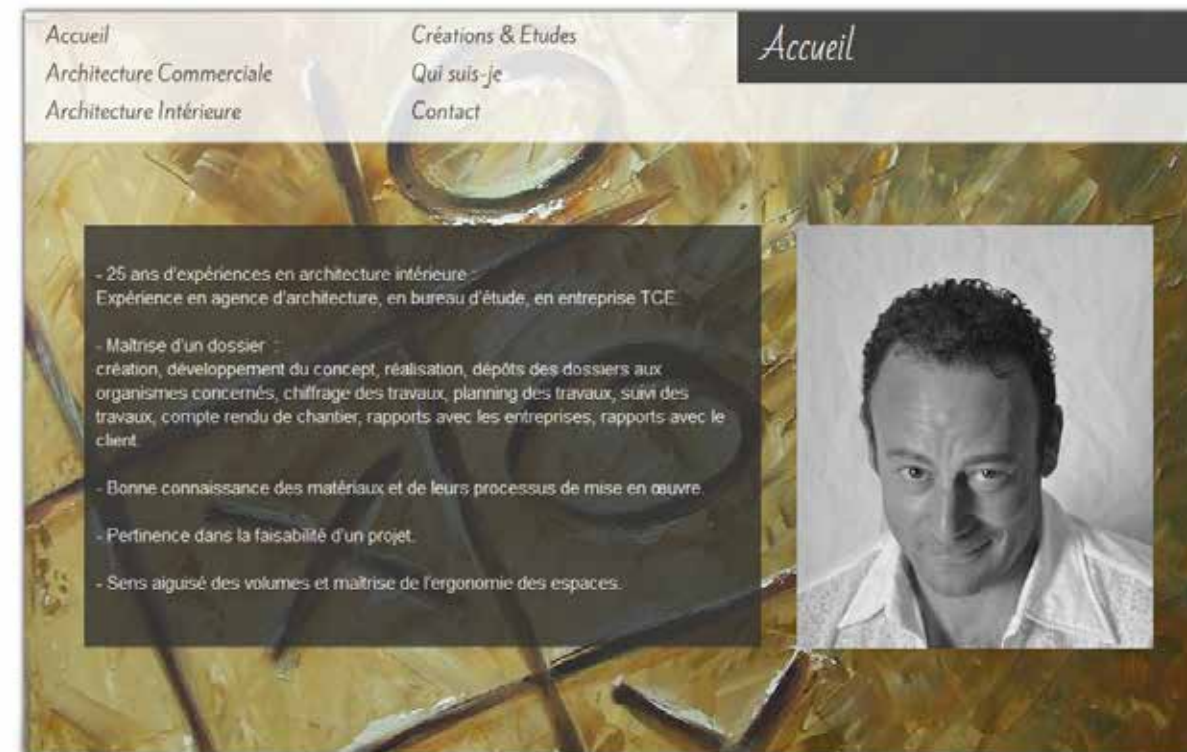 Accueil
Architecture Commerciale
Architecture Intérieure
Créations & Etudes
Qui suis-je
Contact
Accueil
- 25 ans d'expériences en architecture intérieure :
Expérience en agence d'architecture, en bureau d'étude, en entreprise TCE.
- Maîtrise d'un dossier :
création, développement du concept, réalisation, dépôts des dossiers aux
organismes concernés, chiffrage des travaux, planning des travaux, suivi des
travaux, compte rendu de chantier, rapports avec les entreprises, rapports avec le
client.
- Bonne connaissance des matériaux et de leurs processus de mise en œuvre.
- Pertinence dans la faisabilité d'un projet.
- Sens aiguisé des volumes et maîtrise de l'ergonomie des espaces.